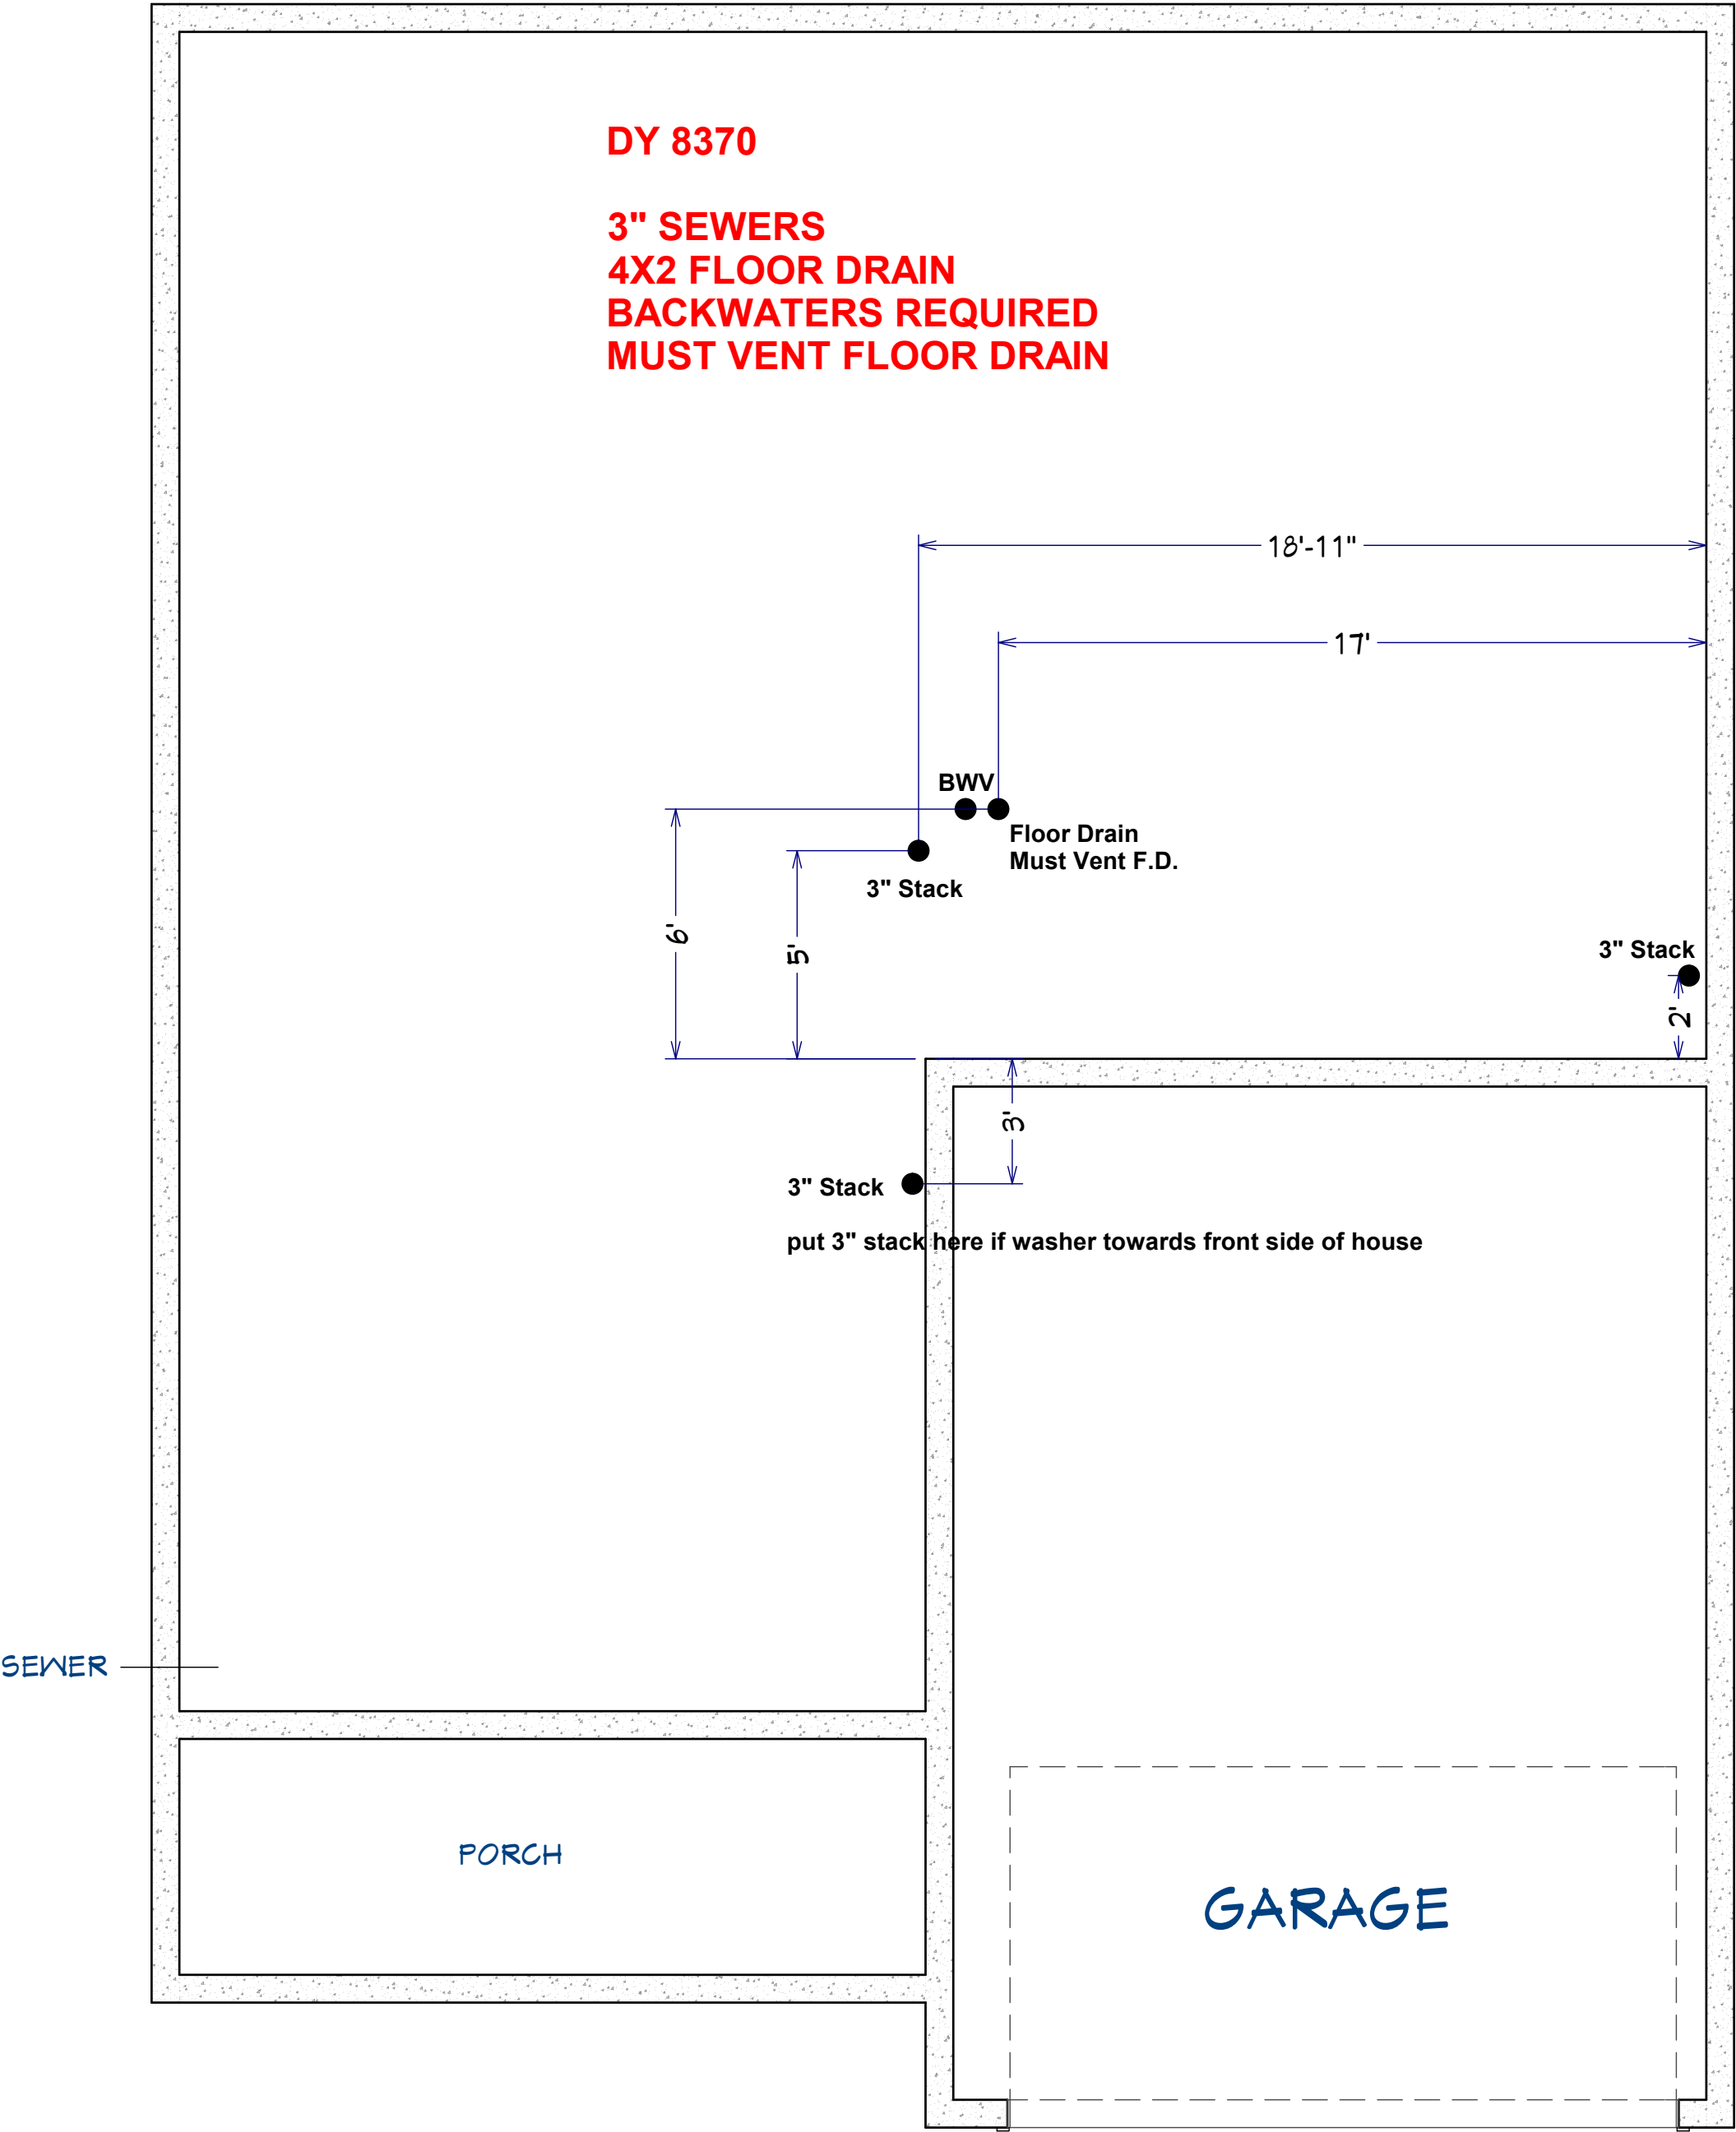 DY 8370
3" SEWERS
4X2 FLOOR DRAIN
BACKWATERS REQUIRED
MUST VENT FLOOR DRAIN
18'-11"
17'
BWV
Floor Drain
Must Vent F.D.
3" Stack
6'
5'
3" Stack
2'
3'
3" Stack
put 3" stack here if washer towards front side of house
SEWER
PORCH
GARAGE